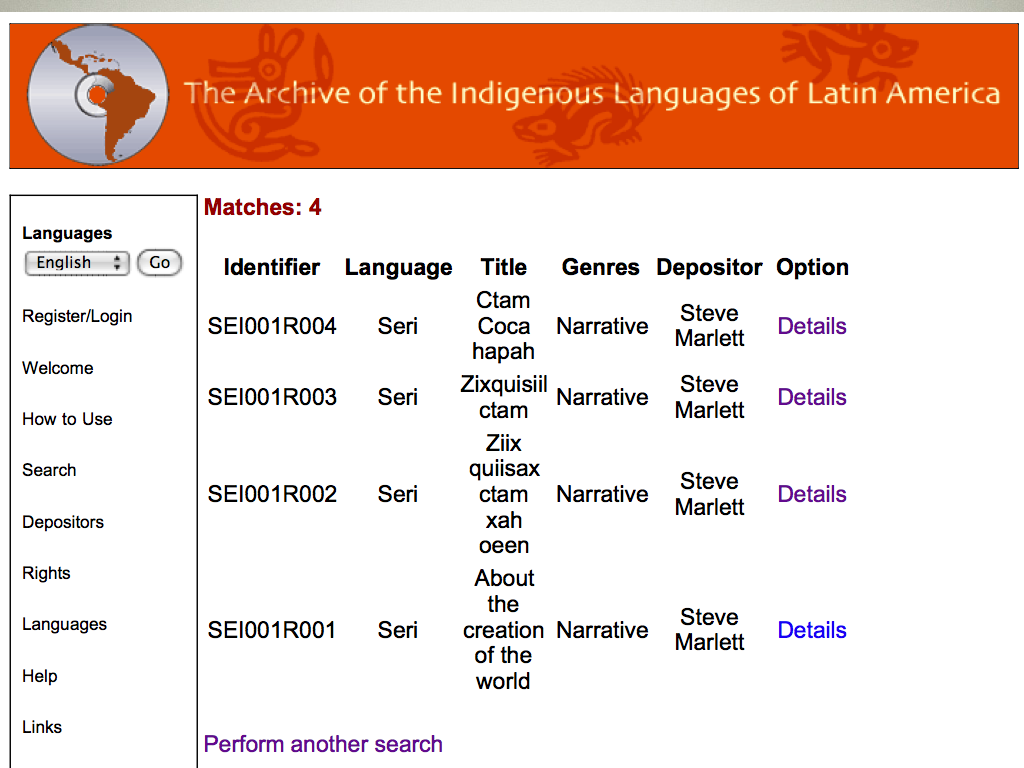 The Archive of the Indigenous Languages of Latin America
Languages
English Go
Register/Login
Welcome
How to Use
Search
Depositors
Rights
Languages
Help
Links
Matches: 4
Identifier Language Title Genres Depositor Option
SEI001R004 Seri Ctam Coca hapah Narrative Steve Marlett Details
SEI001R003 Seri Zixquisiil ctam Narrative Steve Marlett Details
SEI001R002 Seri Ziix quiisax ctam xah oeen Narrative Steve Marlett Details
SEI001R001 Seri About the creation of the world Narrative Steve Marlett Details
Perform another search